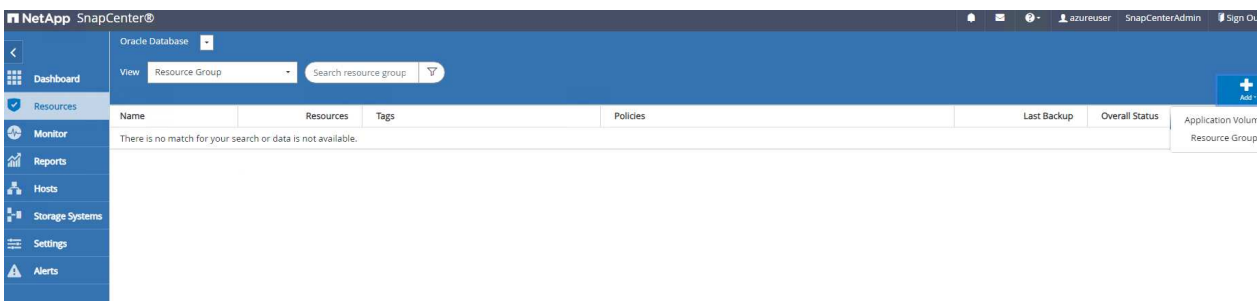 NetApp SnapCenter®
azureuser SnapCenterAdmin Sign Ou
Oracle Database
Dashboard
View Resource Group Search resource group
Add
Resources
Name Resources Tags Policies Last Backup Overall Status
Application Volum
Resource Group
Monitor
There is no match for your search or data is not available.
Reports
Hosts
Storage Systems
Settings
Alerts